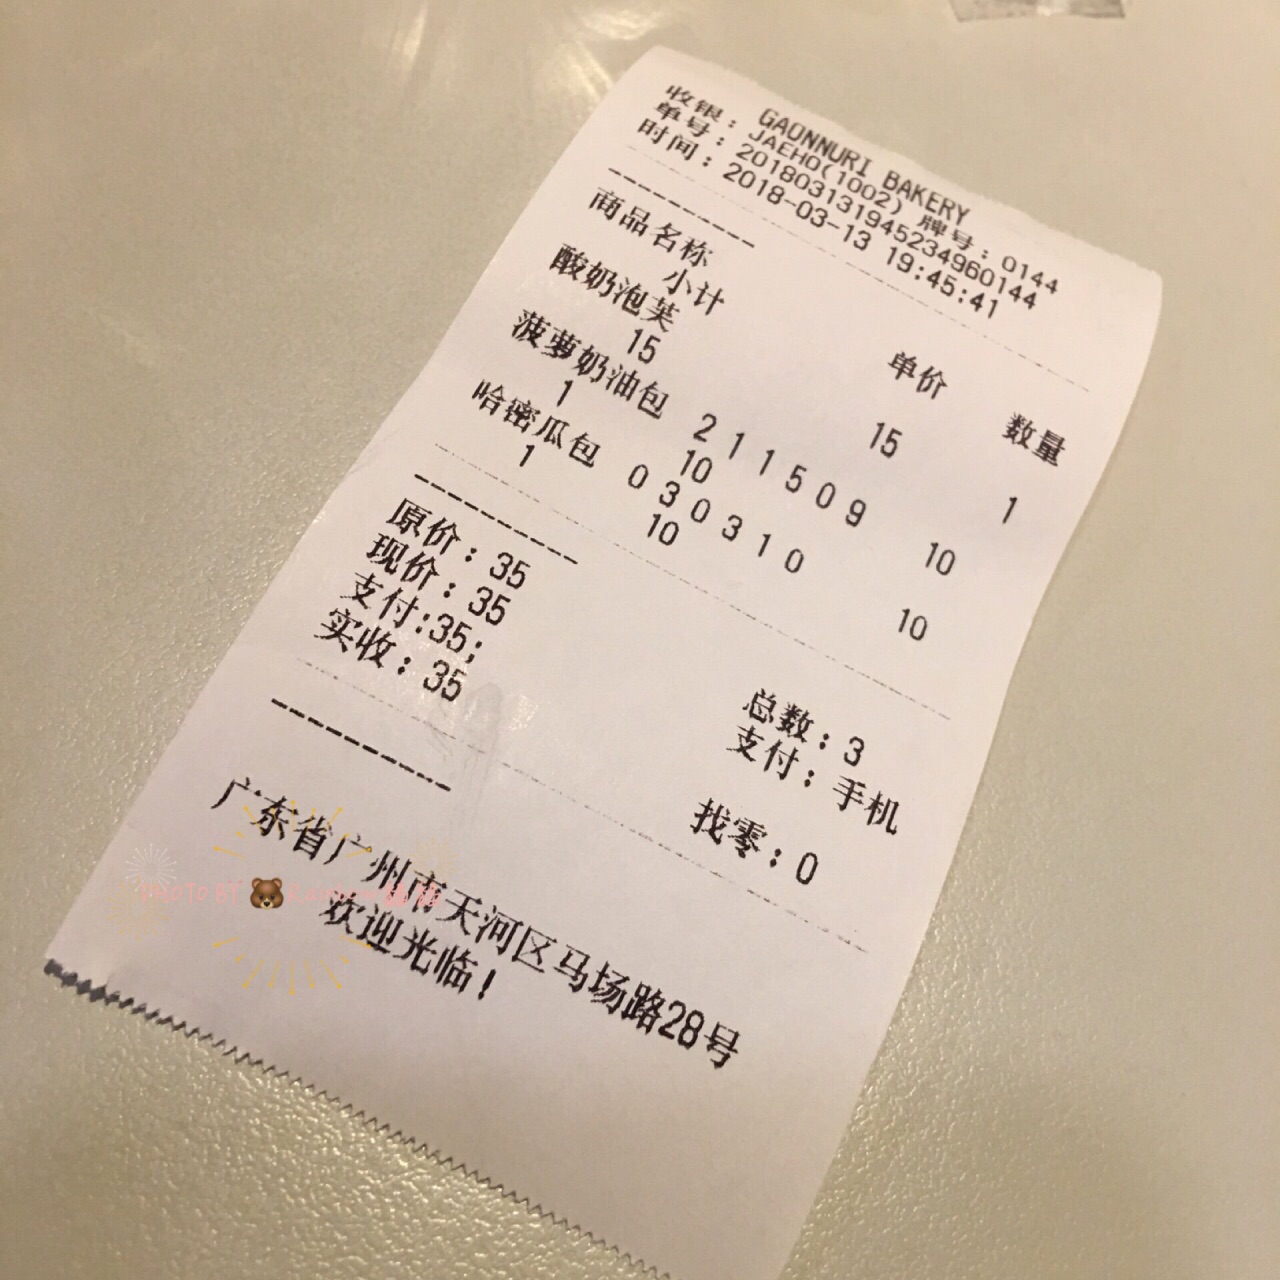 GAONNURI BAKERY
收银：JAEHO(1002) 牌号：0144
单号：20180313194523496​0144
时间：2018-03-13 19:45:41
商品名称 单价 数量
小计
酸奶泡芙 15 1
15
菠萝奶油包 211509 10
1 10
哈密瓜包 030310 10
1 10
原价：35 总数：3
现价：35 支付：手机
支付:35;
实收：35 找零：0
广东省广州市天河区马场路28号
欢迎光临！
PHOTO BY